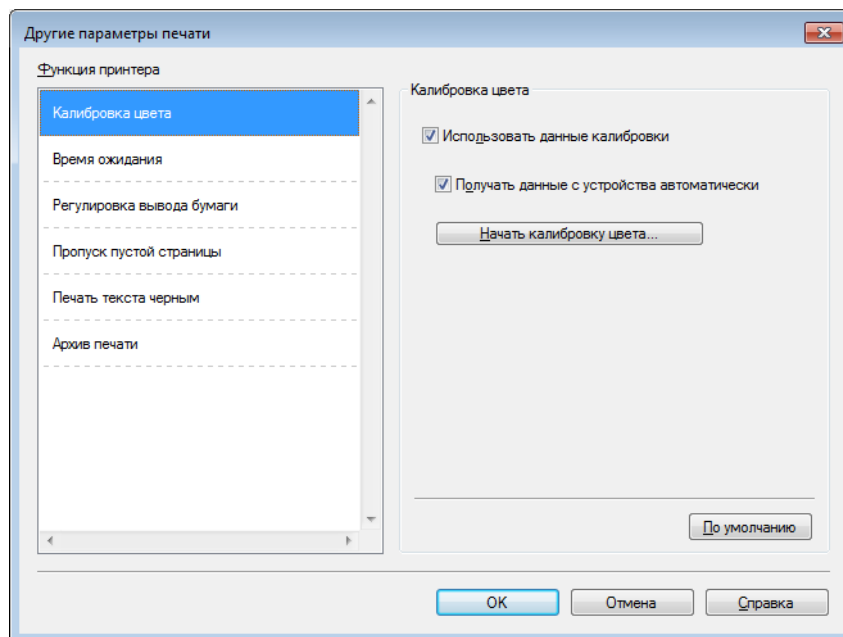 Другие параметры печати
Функция принтера
Калибровка цвета
Время ожидания
Регулировка вывода бумаги
Пропуск пустой страницы
Печать текста черным
Архив печати
Калибровка цвета
Использовать данные калибровки
Получать данные с устройства автоматически
Начать калибровку цвета...
По умолчанию
OK
Отмена
Справка